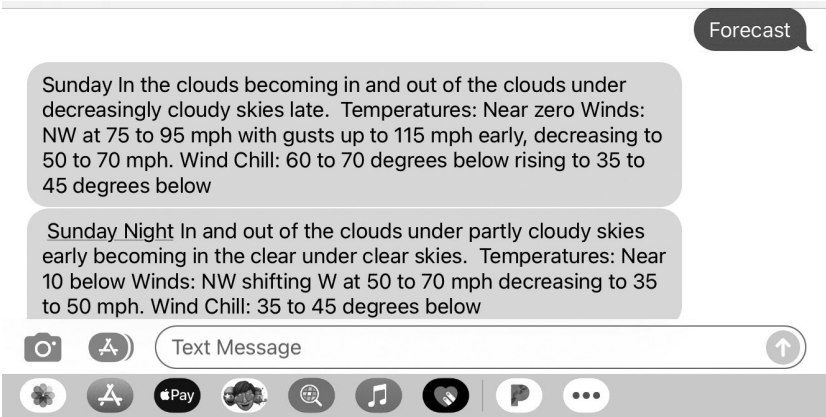 Forecast
Sunday In the clouds becoming in and out of the clouds under
decreasingly cloudy skies late.  Temperatures: Near zero Winds:
NW at 75 to 95 mph with gusts up to 115 mph early, decreasing to
50 to 70 mph. Wind Chill: 60 to 70 degrees below rising to 35 to
45 degrees below
Sunday Night In and out of the clouds under partly cloudy skies
early becoming in the clear under clear skies.  Temperatures: Near
10 below Winds: NW shifting W at 50 to 70 mph decreasing to 35
to 50 mph. Wind Chill: 35 to 45 degrees below
Text Message
Pay